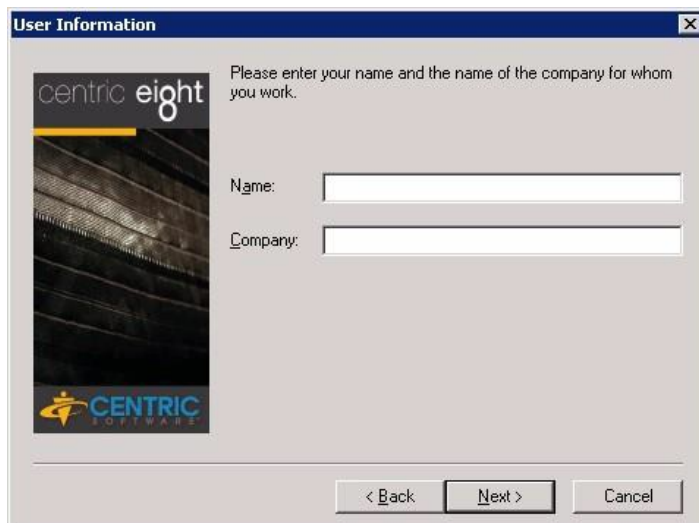 User Information
centric eight
Please enter your name and the name of the company for whom
you work.
Name:
Company:
CENTRIC
SOFTWARE
< Back
Next >
Cancel